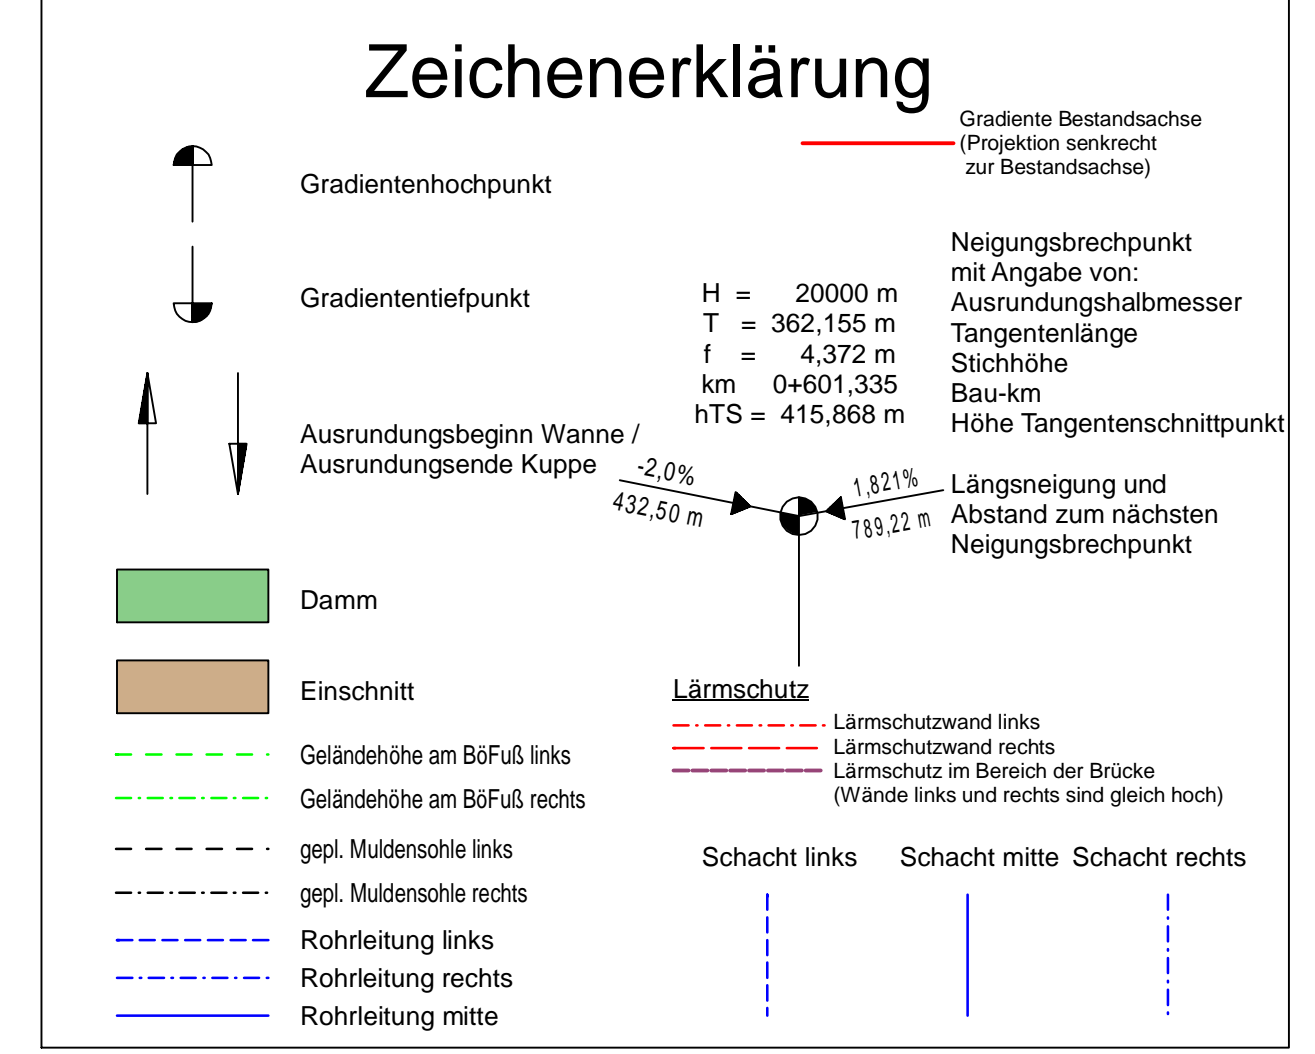 Zeichenerklärung
Gradiente Bestandsachse
(Projektion senkrecht
zur Bestandsachse)
Gradientenhochpunkt
Gradiententiefpunkt
Ausrundungsbeginn Wanne /
Ausrundungsende Kuppe
H = 20000 m
T = 362,155 m
f = 4,372 m
km 0+601,335
hTS = 415,868 m
Neigungsbrechpunkt
mit Angabe von:
Ausrundungshalbmesser
Tangentenlänge
Stichhöhe
Bau-km
Höhe Tangentenschnittpunkt
-2,0%
432,50 m
1,821%
789,22 m
Längsneigung und
Abstand zum nächsten
Neigungsbrechpunkt
Damm
Einschnitt
Geländehöhe am BöFuß links
Geländehöhe am BöFuß rechts
gepl. Muldensohle links
gepl. Muldensohle rechts
Rohrleitung links
Rohrleitung rechts
Rohrleitung mitte
Lärmschutz
Lärmschutzwand links
Lärmschutzwand rechts
Lärmschutz im Bereich der Brücke
(Wände links und rechts sind gleich hoch)
Schacht links
Schacht mitte
Schacht rechts